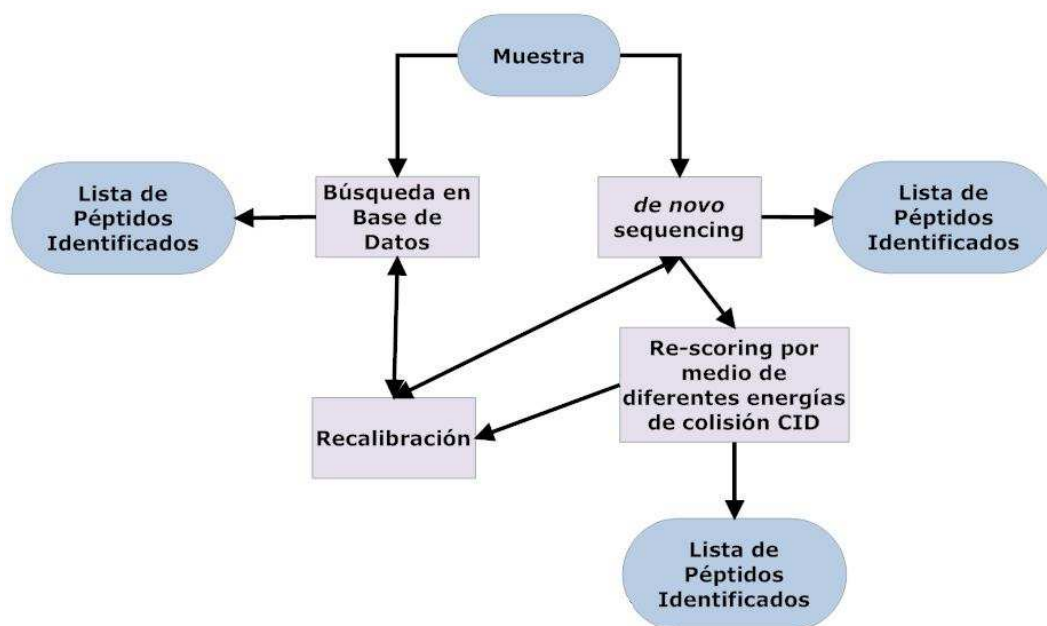 Muestra
Lista de
Péptidos
Identificados
Búsqueda en
Base de
Datos
de novo
sequencing
Lista de
Péptidos
Identificados
Re-scoring por
medio de
diferentes energías
de colisión CID
Recalibración
Lista de
Péptidos
Identificados